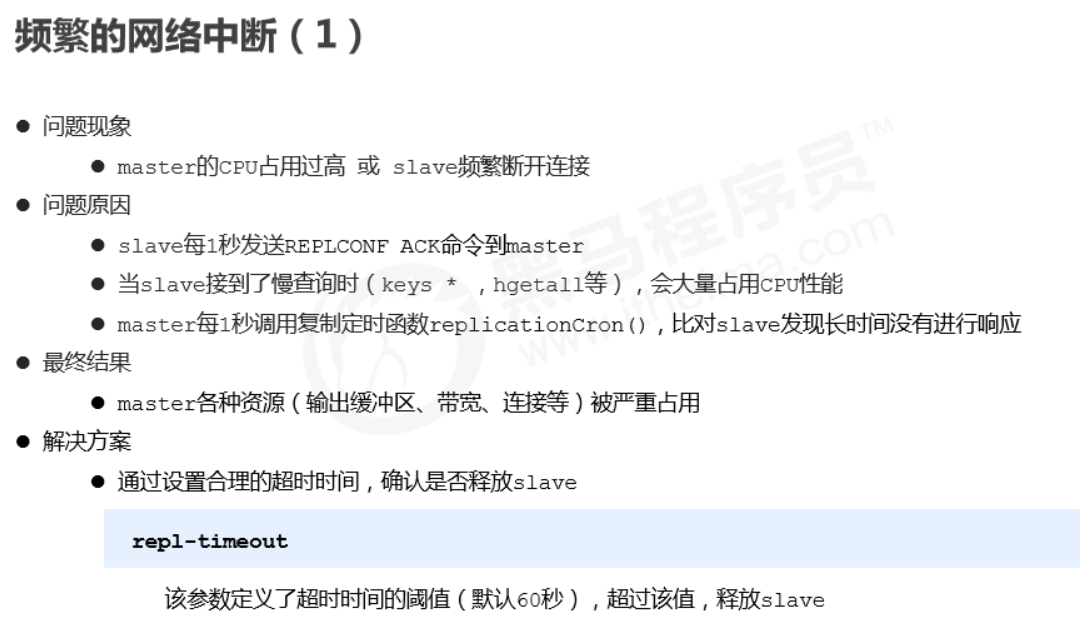 频繁的网络中断（1）
● 问题现象
● master的CPU占用过高 或 slave频繁断开连接
● 问题原因
● slave每1秒发送REPLCONF ACK命令到master
● 当slave接到了慢查询时（keys * ，hgetall等），会大量占用CPU性能
● master每1秒调用复制定时函数replicationCron()，比对slave发现长时间没有进行响应
● 最终结果
● master各种资源（输出缓冲区、带宽、连接等）被严重占用
● 解决方案
● 通过设置合理的超时时间，确认是否释放slave
repl-timeout
该参数定义了超时时间的阈值（默认60秒），超过该值，释放slave
黑马程序员™
www.itheima.com